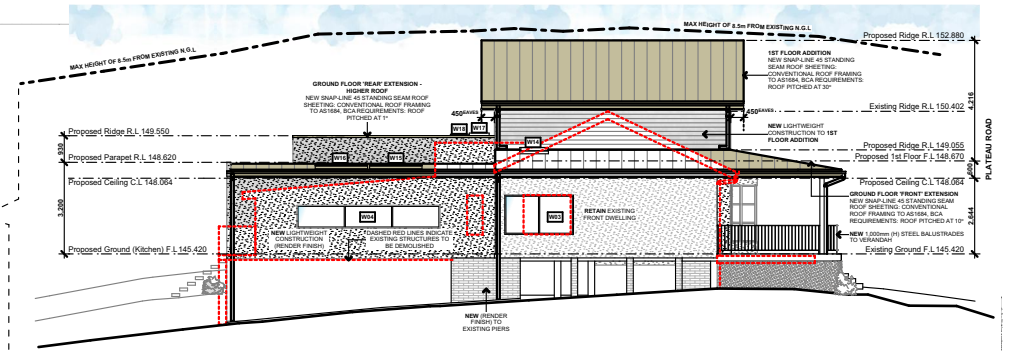 MAX HEIGHT OF 8.5m FROM EXISTING N.G.L
MAX HEIGHT OF 8.5m FROM EXISTING N.G.L
Proposed Ridge R.L 152.880
1ST FLOOR ADDITION
NEW SNAP-LINE 45 STANDING
SEAM ROOF SHEETING:
CONVENTIONAL ROOF FRAMING
TO AS1684, BCA REQUIREMENTS:
ROOF PITCHED AT 30°
4,216
PLATEAU ROAD
GROUND FLOOR 'REAR' EXTENSION -
HIGHER ROOF
NEW SNAP-LINE 45 STANDING SEAM ROOF
SHEETING: CONVENTIONAL ROOF FRAMING
TO AS1684, BCA REQUIREMENTS: ROOF
PITCHED AT 1°
450 EAVES
450 EAVES
Existing Ridge R.L 150.402
W18
W17
W14
NEW LIGHTWEIGHT
CONSTRUCTION TO 1ST
FLOOR ADDITION
Proposed Ridge R.L 149.550
Proposed Ridge R.L 149.055
930
W16
W15
Proposed Parapet R.L 148.620
Proposed 1st Floor F.L 148.670
600
Proposed Ceiling C.L 148.064
Proposed Ceiling C.L 148.064
GROUND FLOOR 'FRONT' EXTENSION
NEW SNAP-LINE 45 STANDING SEAM
ROOF SHEETING: CONVENTIONAL
ROOF FRAMING TO AS1684, BCA
REQUIREMENTS: ROOF PITCHED AT 10°
3,200
2,644
W04
W03
RETAIN EXISTING
FRONT DWELLING
NEW LIGHTWEIGHT
CONSTRUCTION
(RENDER FINISH)
DASHED RED LINES INDICATE
EXISTING STRUCTURES TO
BE DEMOLISHED
NEW 1,000mm (H) STEEL BALUSTRADES
TO VERANDAH
Proposed Ground (Kitchen) F.L 145.420
Existing Ground F.L 145.420
NEW (RENDER
FINISH) TO
EXISTING PIERS